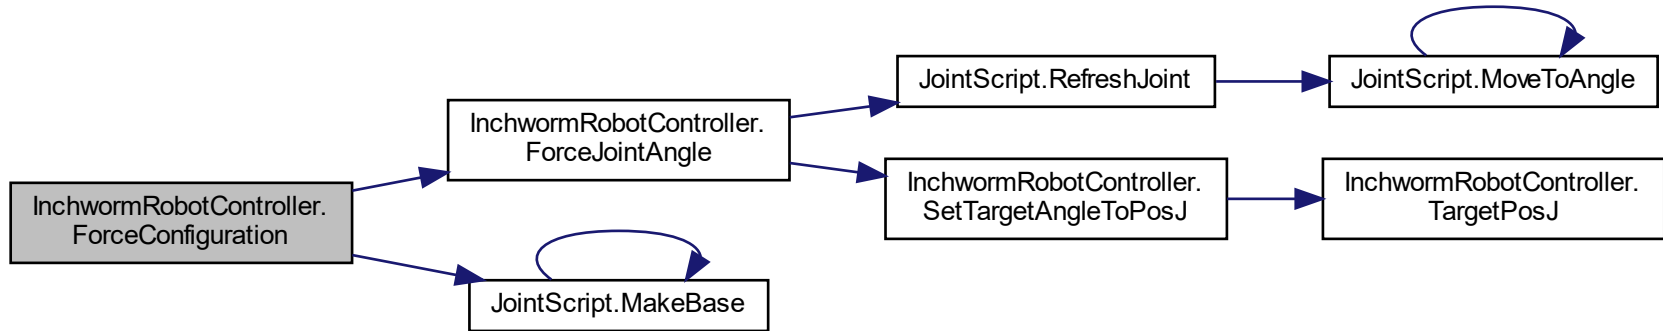 InchwormRobotController.
ForceConfiguration
InchwormRobotController.
ForceJointAngle
JointScript.MakeBase
JointScript.RefreshJoint
InchwormRobotController.
SetTargetAngleToPosJ
JointScript.MoveToAngle
InchwormRobotController.
TargetPosJ